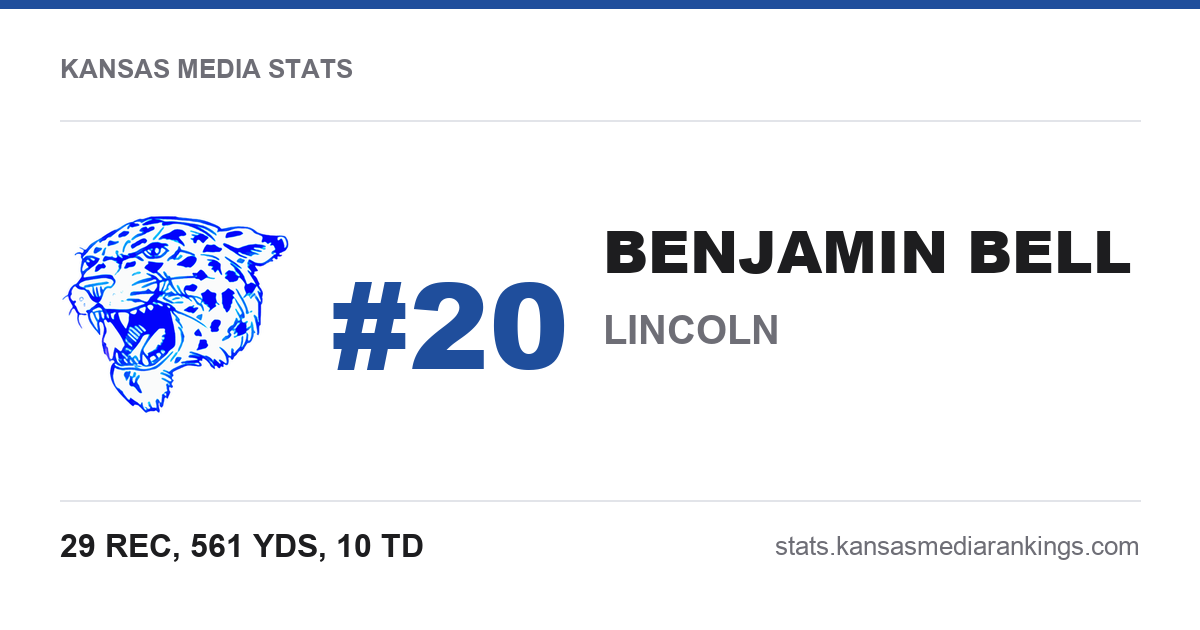 KANSAS MEDIA STATS
#20
BENJAMIN BELL
LINCOLN
29 REC, 561 YDS, 10 TD
stats.kansasmediarankings.com